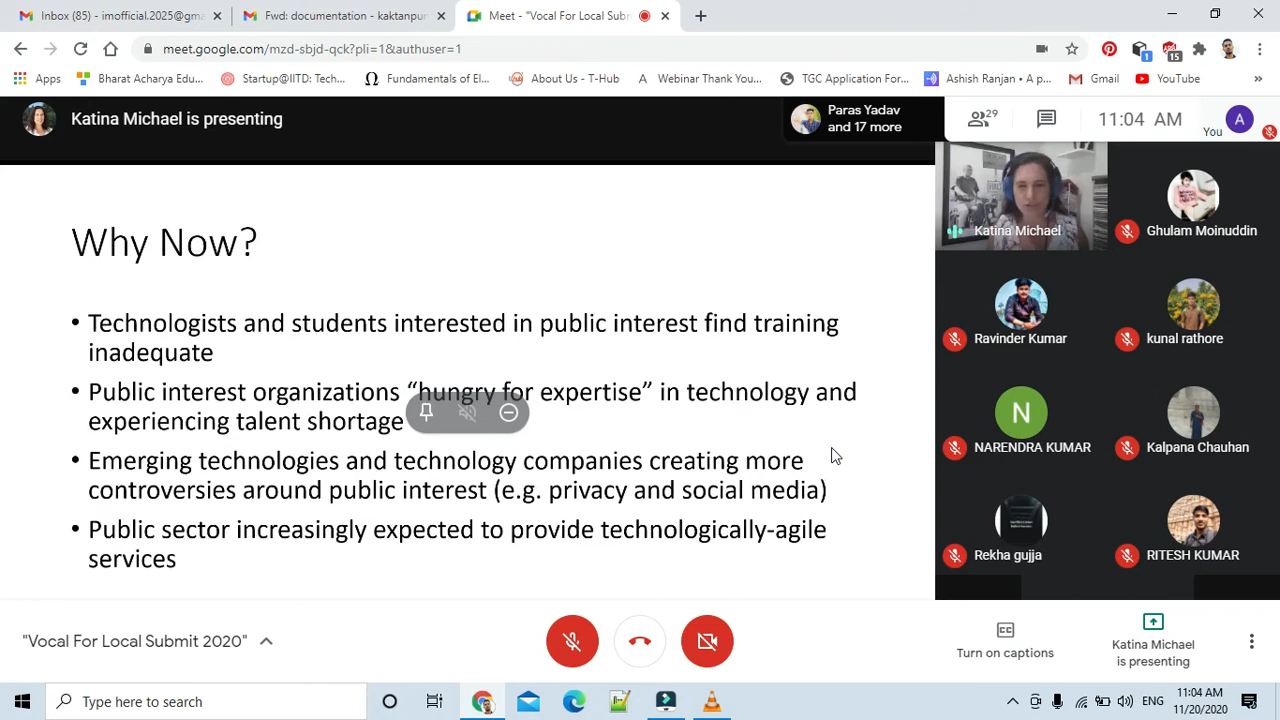 Inbox (85) - imofficial.2025@gm
Fwd: documentation - kaktanpur
Meet - "Vocal For Local Subm
meet.google.com/mzd-sbjd-qck?pli=1&authuser=1
1
15
Apps
Bharat Acharya Edu...
Startup@IITD: Tech...
Fundamentals of El...
About Us - T-Hub
Webinar Thank You...
TGC Application For...
Ashish Ranjan • A p...
Gmail
YouTube
»
Katina Michael is presenting
Paras Yadav
and 17 more
29
11:04 AM
You
A
Why Now?
• Technologists and students interested in public interest find training
inadequate
• Public interest organizations “hungry for expertise” in technology and
experiencing talent shortage
• Emerging technologies and technology companies creating more
controversies around public interest (e.g. privacy and social media)
• Public sector increasingly expected to provide technologically-agile
services
Katina Michael
Ghulam Moinuddin
Ravinder Kumar
kunal rathore
N
NARENDRA KUMAR
Kalpana Chauhan
Rekha gujja
RITESH KUMAR
"Vocal For Local Submit 2020"
CC
Turn on captions
Katina Michael
is presenting
Type here to search
ENG
11:04 AM
11/20/2020